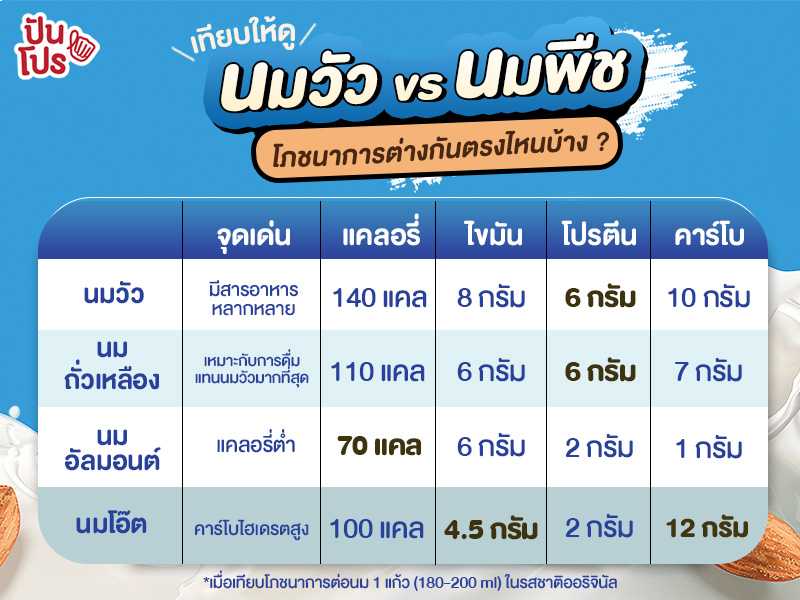 ปัน
โปร
เทียบให้ดู
นมวัว vs นมพืช
โภชนาการต่างกันตรงไหนบ้าง ?
จุดเด่น แคลอรี่ ไขมัน โปรตีน คาร์โบ
นมวัว มีสารอาหาร
หลากหลาย 140 แคล 8 กรัม 6 กรัม 10 กรัม
นม
ถั่วเหลือง เหมาะกับการดื่ม
แทนนมวัวมากที่สุด 110 แคล 6 กรัม 6 กรัม 7 กรัม
นม
อัลมอนต์ แคลอรี่ต่ำ 70 แคล 6 กรัม 2 กรัม 1 กรัม
นมโอ๊ต คาร์โบไฮเดรตสูง 100 แคล 4.5 กรัม 2 กรัม 12 กรัม
*เมื่อเทียบโภชนาการต่อนม 1 แก้ว (180-200 ml) ในรสชาติออริจินัล